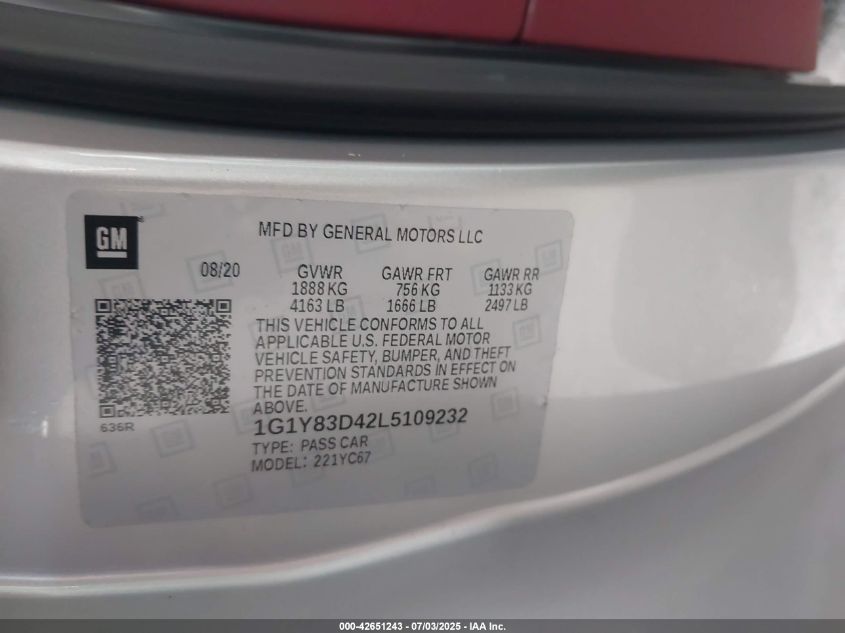 GM
MFD BY GENERAL MOTORS LLC
08/20 GVWR GAWR FRT GAWR RR
1888 KG 756 KG 1133 KG
4163 LB 1666 LB 2497 LB
THIS VEHICLE CONFORMS TO ALL
APPLICABLE U.S. FEDERAL MOTOR
VEHICLE SAFETY, BUMPER, AND THEFT
PREVENTION STANDARDS IN EFFECT ON
THE DATE OF MANUFACTURE SHOWN
ABOVE.
636R
1G1Y83D42L5109232
TYPE: PASS CAR
MODEL: 221YC67
000-42651243 - 07/03/2025 - IAA Inc.